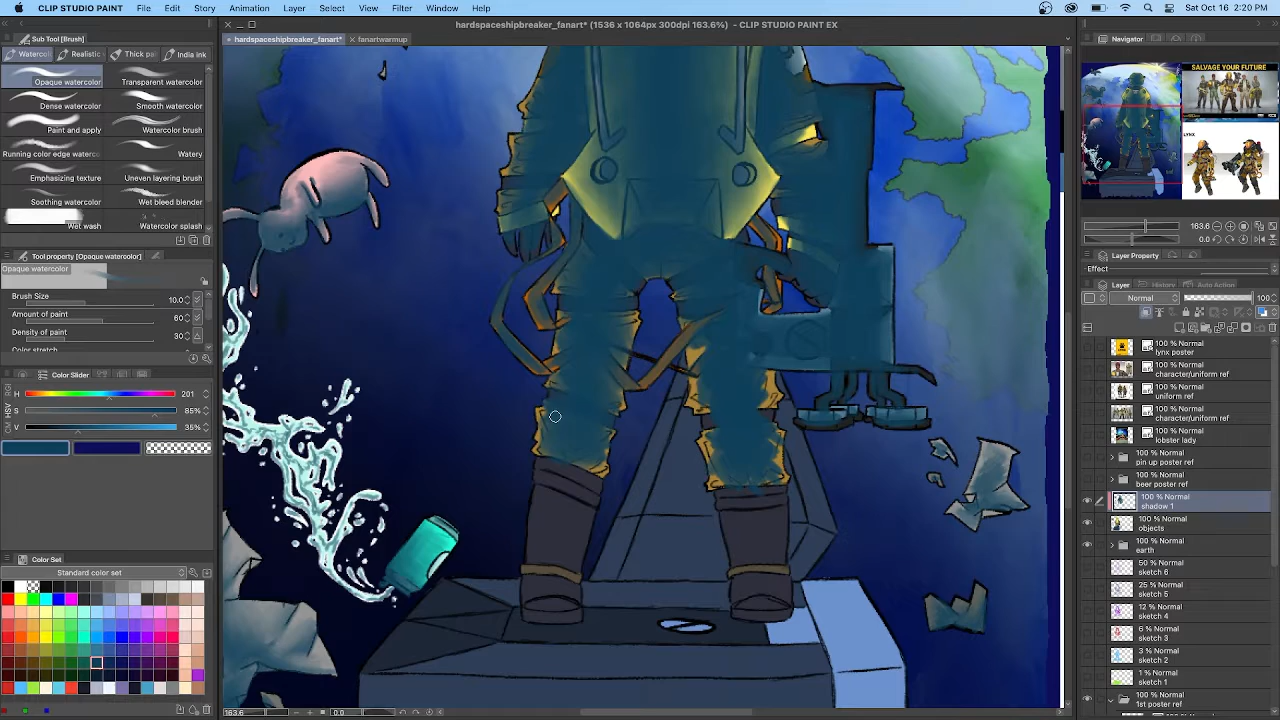 CLIP STUDIO PAINT File Edit Story Animation Layer Select View Filter Window Help Sat Oct 16 2:20 PM
hardspaceshipbreaker_fanart* (1536 x 1064px 300dpi 163.6%) - CLIP STUDIO PAINT EX
Sub Tool [Brush]
hardspaceshipbreaker_fanart* fanartwarmup
Navigator
Watercol Realistic Thick pa India ink
Opaque watercolor Transparent watercolor
Dense watercolor Smooth watercolor
Paint and apply Watercolor brush
Running color edge waterc Watery
Emphasizing texture Uneven layering brush
Soothing watercolor Wet bleed blender
Wet wash Watercolor splash
Tool property [Opaque watercolor]
Opaque watercolor
Brush Size 10.0
Amount of paint 60
Density of paint 30
Color stretch
Color Slider
H 201
S 85%
V 35%
Color Set
Standard color set
163.6 0.0
SALVAGE YOUR FUTURE
LYNX
163.6
0.0
Layer Property
Effect
Layer History Auto Action
Normal 100
100 % Normal
lynx poster
100 % Normal
character/uniform ref
100 % Normal
uniform ref
100 % Normal
character/uniform ref
100 % Normal
lobster lady
100 % Normal
pin up poster ref
100 % Normal
beer poster ref
100 % Normal
shadow 1
100 % Normal
objects
100 % Normal
earth
50 % Normal
sketch 6
25 % Normal
sketch 5
12 % Normal
sketch 4
6 % Normal
sketch 3
3 % Normal
sketch 2
1 % Normal
sketch 1
100 % Normal
1st poster ref